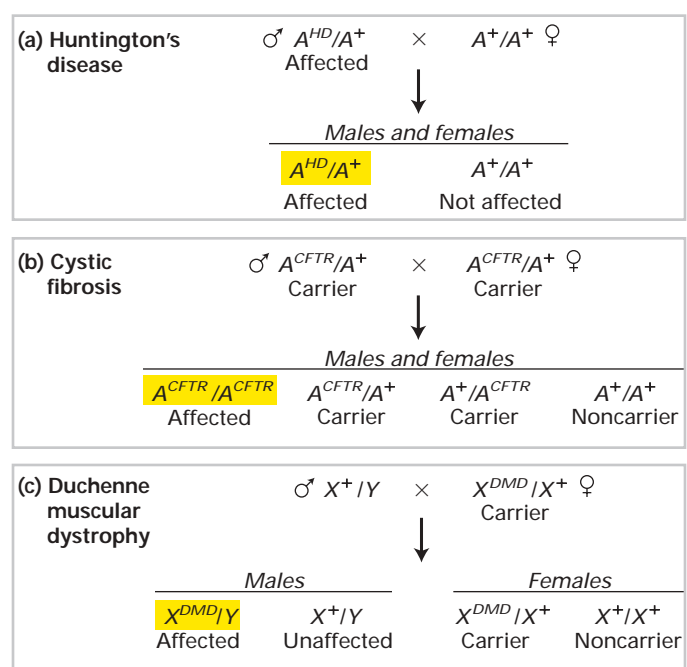 (a) Huntington's disease
♂ A^HD/A^+ × A^+/A^+ ♀
Affected
Males and females
A^HD/A^+ A^+/A^+
Affected Not affected
(b) Cystic fibrosis
♂ A^CFTR/A^+ × A^CFTR/A^+ ♀
Carrier Carrier
Males and females
A^CFTR/A^CFTR A^CFTR/A^+ A^+/A^CFTR A^+/A^+
Affected Carrier Carrier Noncarrier
(c) Duchenne muscular dystrophy
♂ X^+/Y × X^DMD/X^+ ♀
Carrier
Males Females
X^DMD/Y X^+/Y X^DMD/X^+ X^+/X^+
Affected Unaffected Carrier Noncarrier